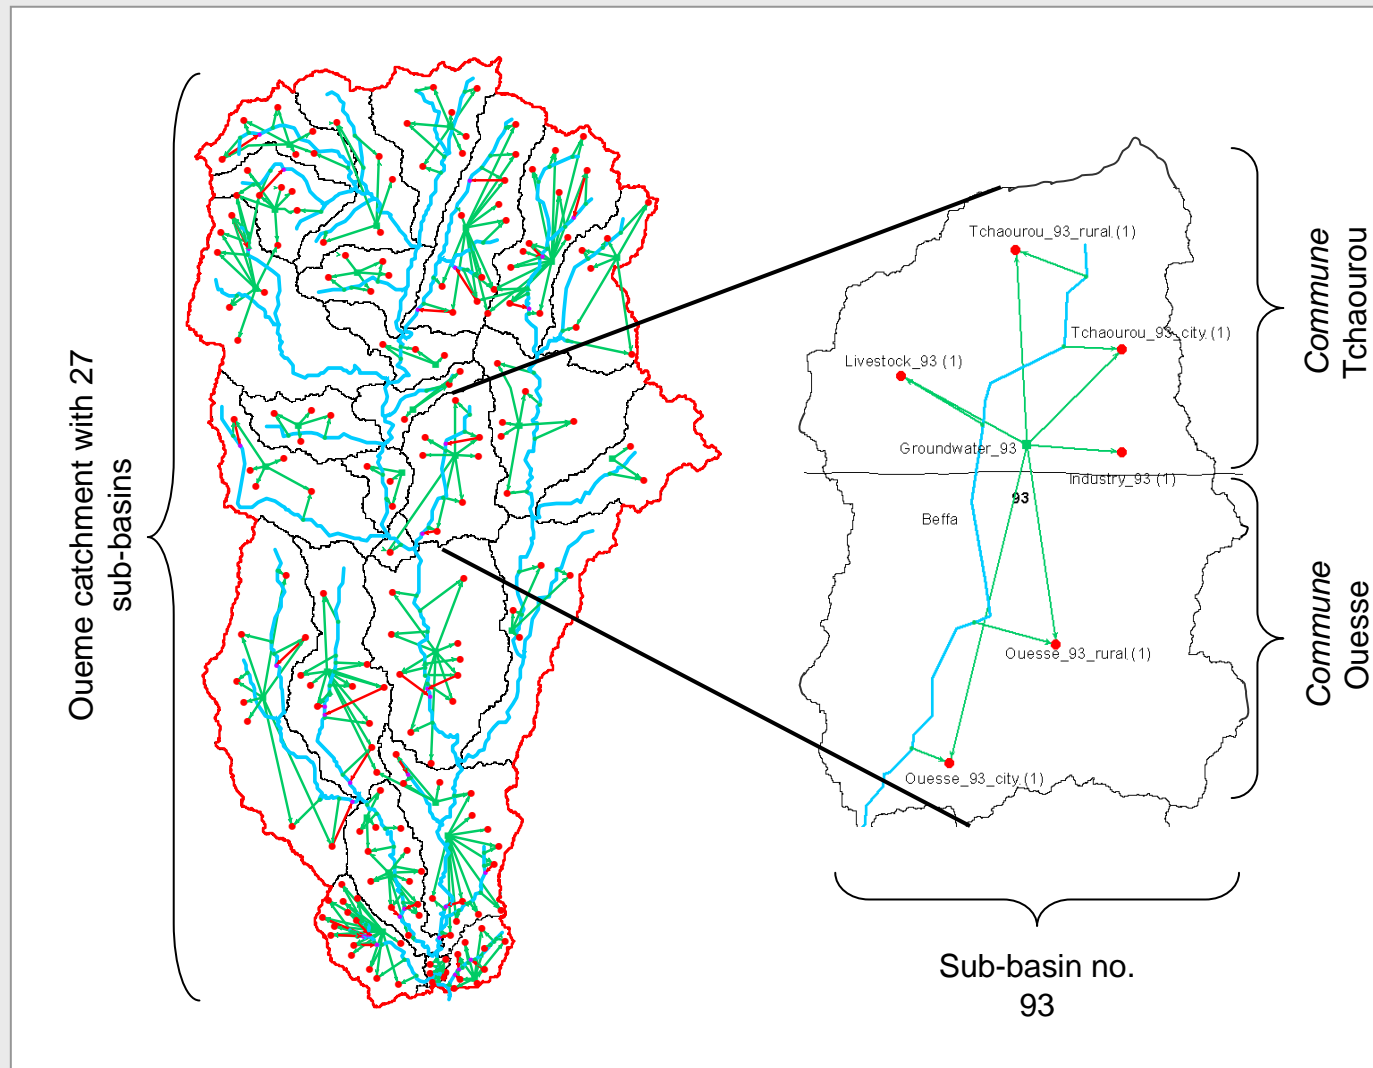 Oueme catchment with 27
sub-basins
Tchaourou_93_rural (1)
Tchaourou_93_city (1)
Livestock_93 (1)
Groundwater_93
Industry_93 (1)
93
Beffa
Ouesse_93_rural (1)
Ouesse_93_city (1)
Commune
Tchaourou
Commune
Ouesse
Sub-basin no.
93